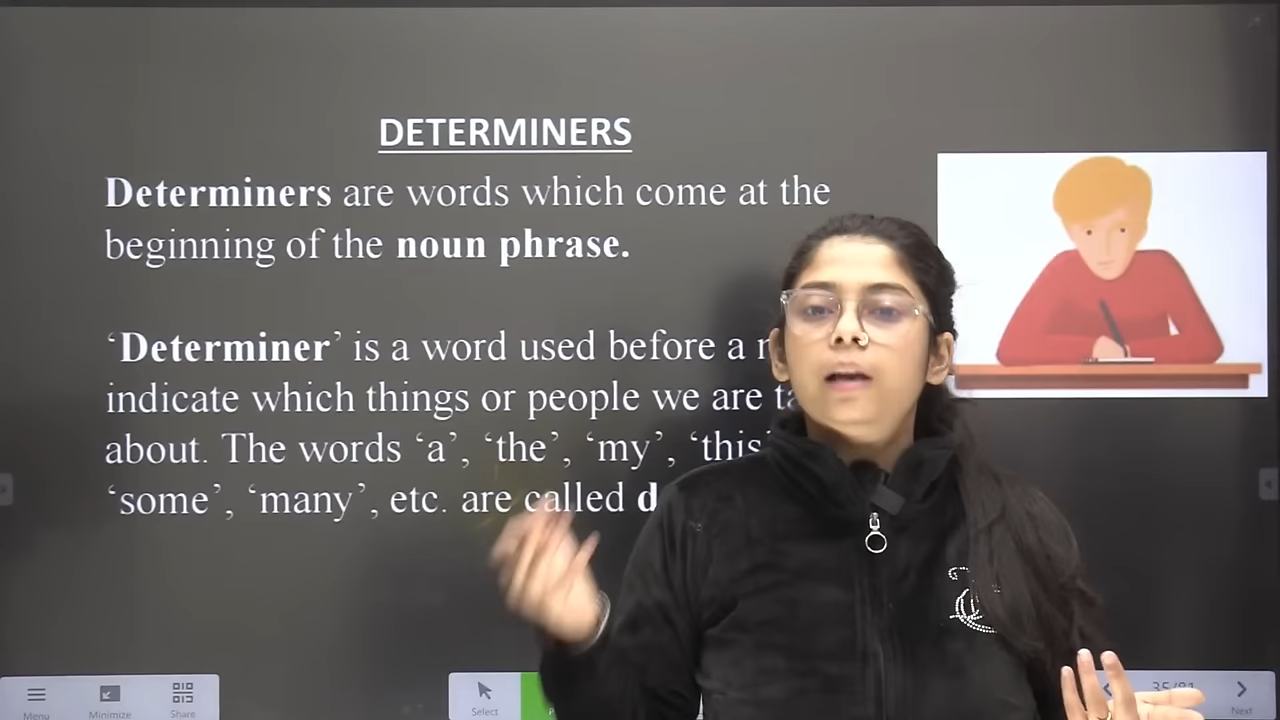 DETERMINERS
Determiners are words which come at the
beginning of the noun phrase.
‘Determiner’ is a word used before a
indicate which things or people we are
about. The words ‘a’, ‘the’, ‘my’, ‘this’
‘some’, ‘many’, etc. are called
Menu
Minimize
Share
Select
Next